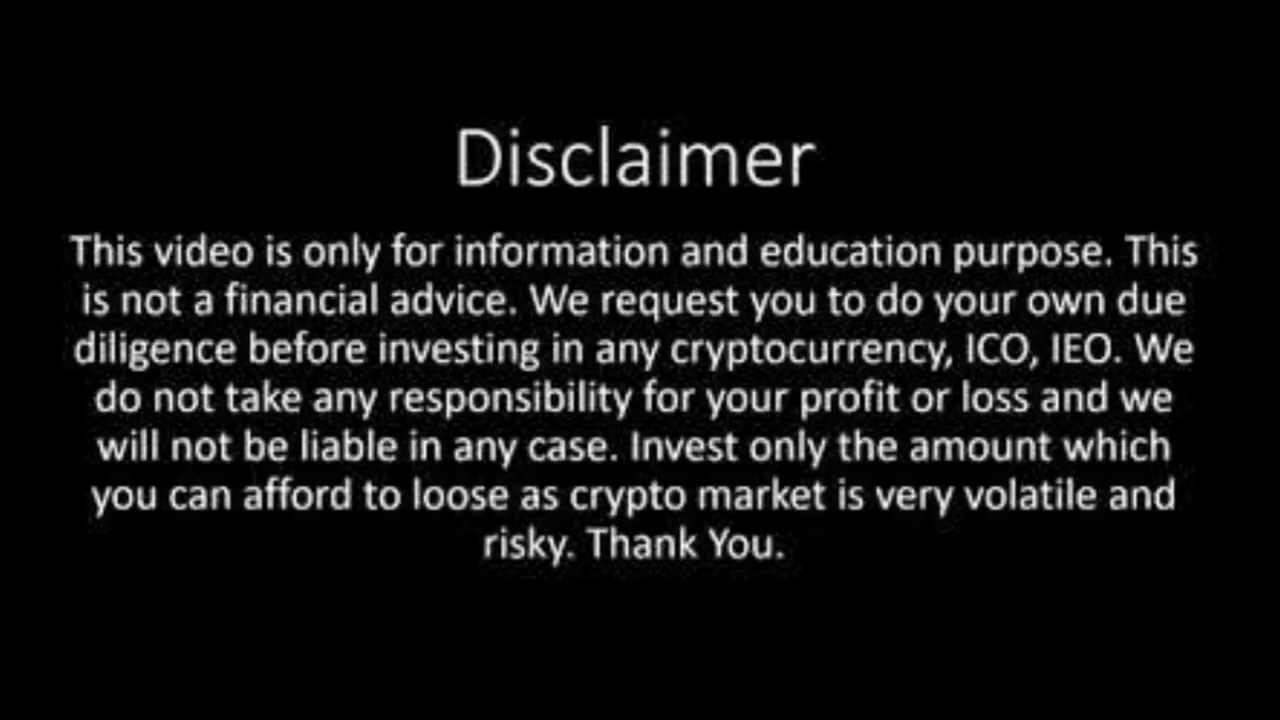 Disclaimer
This video is only for information and education purpose. This
is not a financial advice. We request you to do your own due
diligence before investing in any cryptocurrency, ICO, IEO. We
do not take any responsibility for your profit or loss and we
will not be liable in any case. Invest only the amount which
you can afford to loose as crypto market is very volatile and
risky. Thank You.